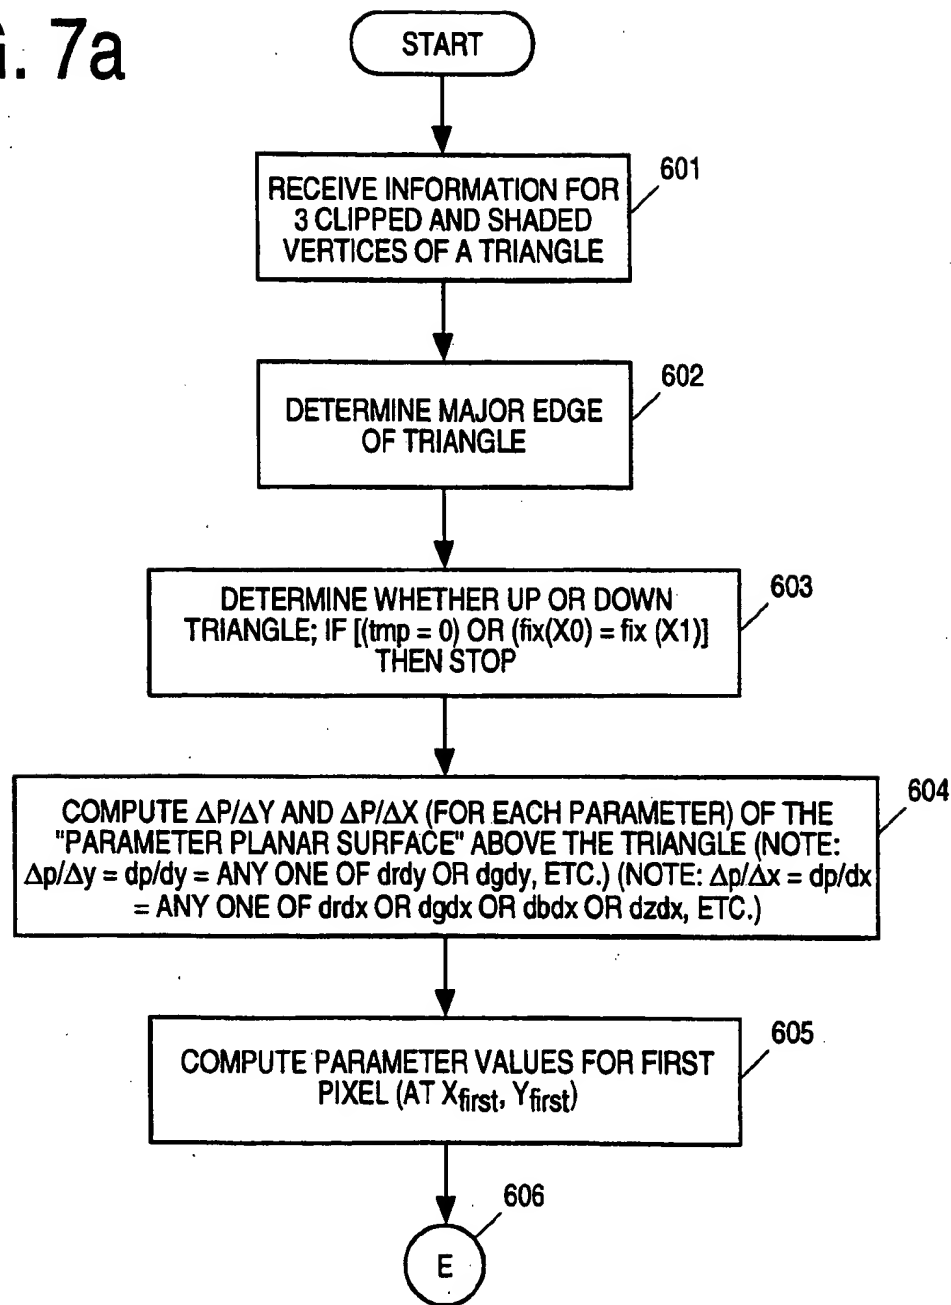 G. 7a
START
601
RECEIVE INFORMATION FOR
3 CLIPPED AND SHADED
VERTICES OF A TRIANGLE
602
DETERMINE MAJOR EDGE
OF TRIANGLE
603
DETERMINE WHETHER UP OR DOWN
TRIANGLE; IF [(tmp = 0) OR (fix(X0) = fix (X1)]
THEN STOP
604
COMPUTE ΔP/ΔY AND ΔP/ΔX (FOR EACH PARAMETER) OF THE
"PARAMETER PLANAR SURFACE" ABOVE THE TRIANGLE (NOTE:
Δp/Δy = dp/dy = ANY ONE OF drdy OR dgdy, ETC.) (NOTE: Δp/Δx = dp/dx
= ANY ONE OF drdx OR dgdx OR dbdx OR dzdx, ETC.)
605
COMPUTE PARAMETER VALUES FOR FIRST
PIXEL (AT Xfirst, Yfirst)
606
E